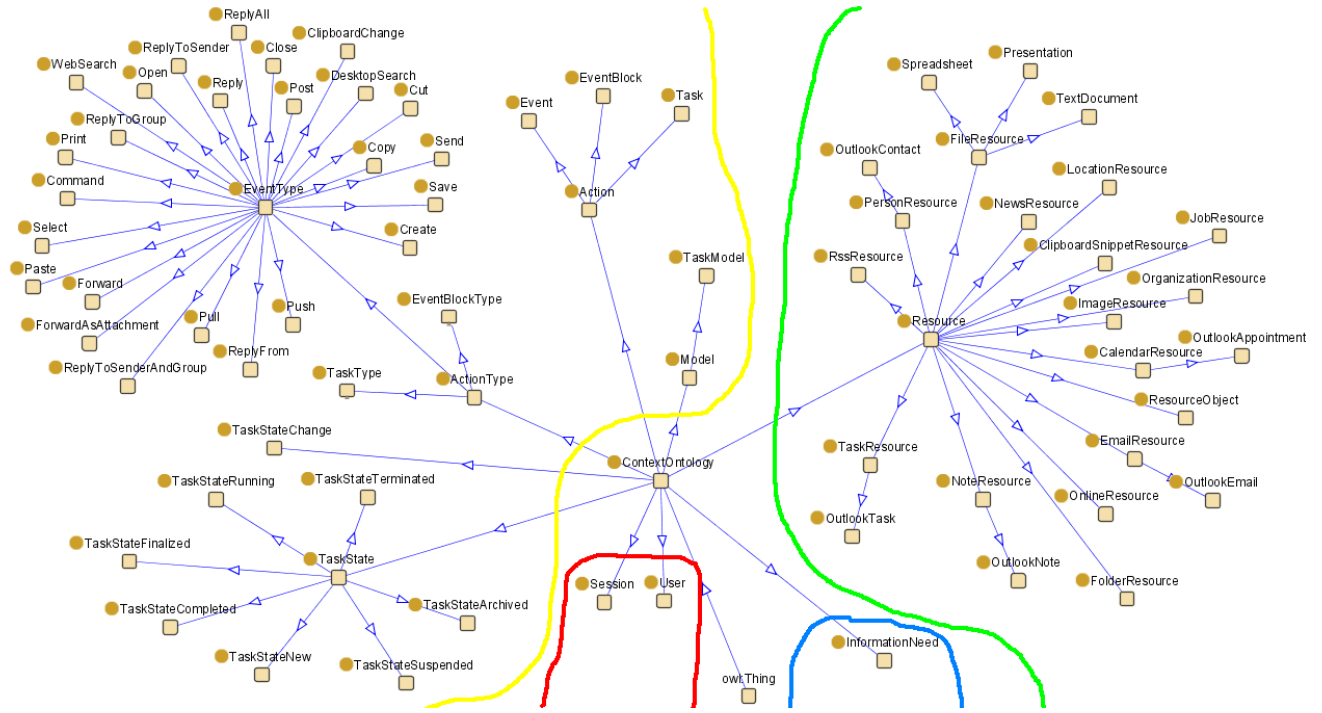 ReplyAll
ClipboardChange
ReplyToSender
Close
WebSearch
Open
Reply
DesktopSearch
Post
Cut
ReplyToGroup
Print
Send
Copy
Command
EventType
Save
Select
Create
Paste
Forward
Push
ForwardAsAttachment
Pull
ReplyFrom
ReplyToSenderAndGroup
EventBlock
Event
Task
Action
TaskModel
EventBlockType
Model
TaskType
ActionType
TaskStateChange
ContextOntology
TaskStateRunning
TaskStateTerminated
TaskStateFinalized
TaskState
TaskStateCompleted
TaskStateArchived
TaskStateNew
TaskStateSuspended
Session
User
owl:Thing
InformationNeed
Presentation
Spreadsheet
TextDocument
FileResource
OutlookContact
LocationResource
PersonResource
NewsResource
JobResource
ClipboardSnippetResource
RssResource
OrganizationResource
ImageResource
Resource
OutlookAppointment
CalendarResource
ResourceObject
TaskResource
EmailResource
NoteResource
OutlookEmail
OnlineResource
OutlookTask
OutlookNote
FolderResource